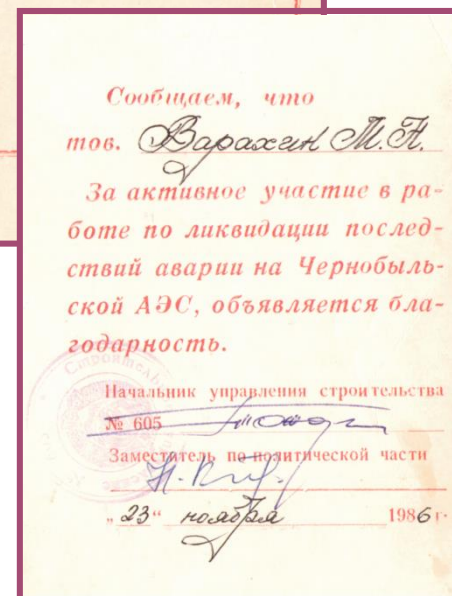 Сообщаем, что
тов. Варахин М. Н.
За активное участие в ра-
боте по ликвидации послед-
ствий аварии на Чернобыль-
ской АЭС, объявляется бла-
годарность.
Начальник управления строительства
№ 605
Заместитель по политической части
„ 23 “ ноября 1986 г.